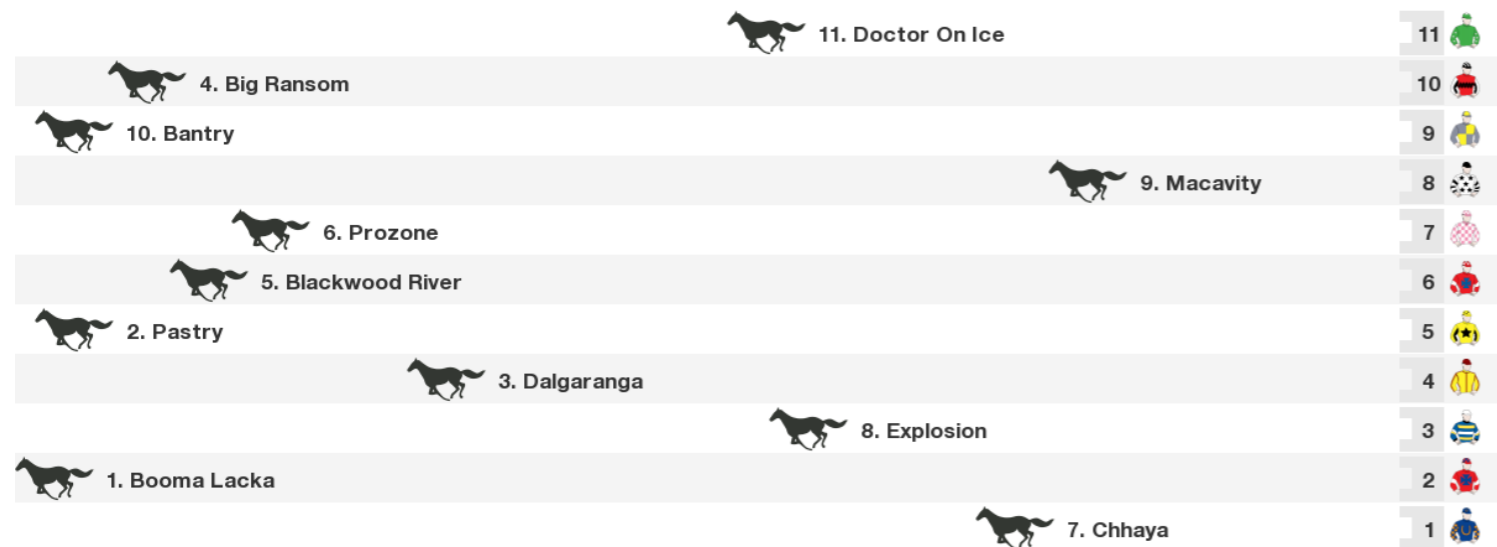 11. Doctor On Ice 11
4. Big Ransom 10
10. Bantry 9
9. Macavity 8
6. Prozone 7
5. Blackwood River 6
2. Pastry 5
3. Dalgaranga 4
8. Explosion 3
1. Booma Lacka 2
7. Chhaya 1